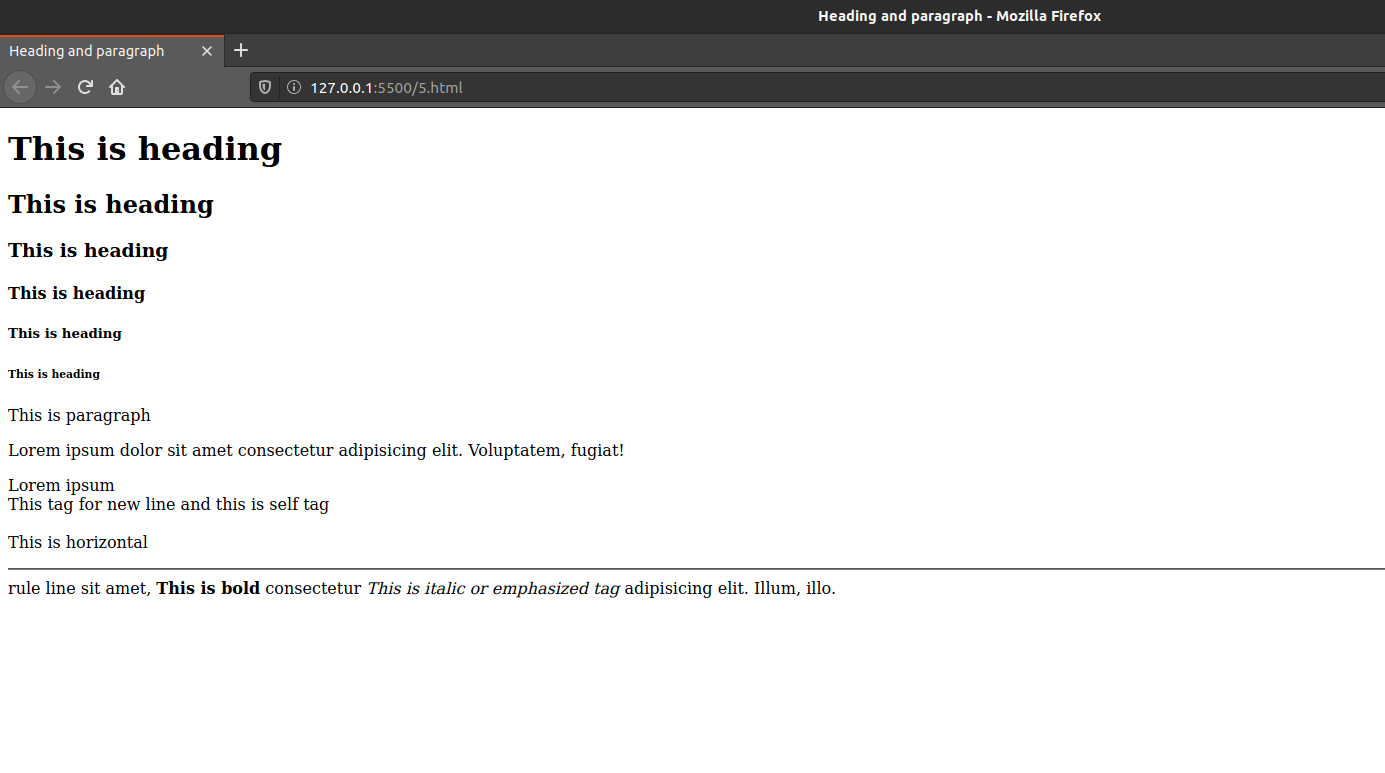 Heading and paragraph - Mozilla Firefox
Heading and paragraph
127.0.0.1:5500/5.html
This is heading
This is heading
This is heading
This is heading
This is heading
This is heading
This is paragraph
Lorem ipsum dolor sit amet consectetur adipisicing elit. Voluptatem, fugiat!
Lorem ipsum
This tag for new line and this is self tag
This is horizontal
rule line sit amet, This is bold consectetur This is italic or emphasized tag adipisicing elit. Illum, illo.